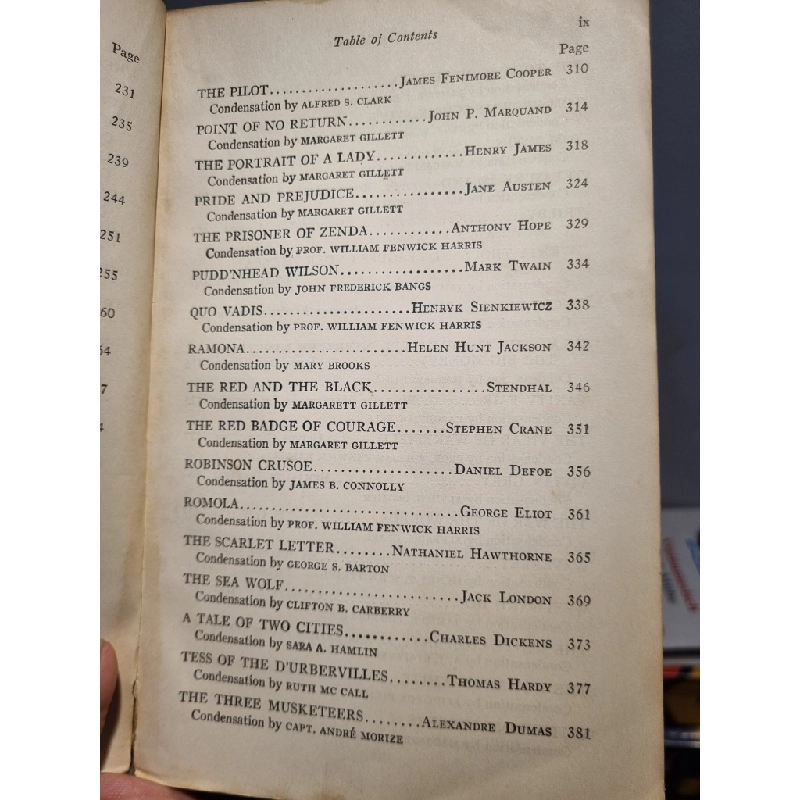 Page
231
235
239
244
251
255
60
54
7
Table of Contents
ix
Page
THE PILOT....................JAMES FENIMORE COOPER 310
Condensation by ALFRED S. CLARK
POINT OF NO RETURN............JOHN P. MARQUAND 314
Condensation by MARGARET GILLETT
THE PORTRAIT OF A LADY.............HENRY JAMES 318
Condensation by MARGARET GILLETT
PRIDE AND PREJUDICE................JANE AUSTEN 324
Condensation by MARGARET GILLETT
THE PRISONER OF ZENDA............ANTHONY HOPE 329
Condensation by PROF. WILLIAM FENWICK HARRIS
PUDD'NHEAD WILSON..................MARK TWAIN 334
Condensation by JOHN FREDERICK BANGS
QUO VADIS......................HENRYK SIENKIEWICZ 338
Condensation by PROF. WILLIAM FENWICK HARRIS
RAMONA........................HELEN HUNT JACKSON 342
Condensation by MARY BROOKS
THE RED AND THE BLACK.................STENDHAL 346
Condensation by MARGARETT GILLETT
THE RED BADGE OF COURAGE.......STEPHEN CRANE 351
Condensation by MARGARET GILLETT
ROBINSON CRUSOE.....................DANIEL DEFOE 356
Condensation by JAMES B. CONNOLLY
ROMOLA.................................GEORGE ELIOT 361
Condensation by PROF. WILLIAM FENWICK HARRIS
THE SCARLET LETTER........NATHANIEL HAWTHORNE 365
Condensation by GEORGE S. BARTON
THE SEA WOLF..........................JACK LONDON 369
Condensation by CLIFTON B. CARBERRY
A TALE OF TWO CITIES............CHARLES DICKENS 373
Condensation by SARA A. HAMLIN
TESS OF THE D'URBERVILLES........THOMAS HARDY 377
Condensation by RUTH MC CALL
THE THREE MUSKETEERS........ALEXANDRE DUMAS 381
Condensation by CAPT. ANDRÉ MORIZE